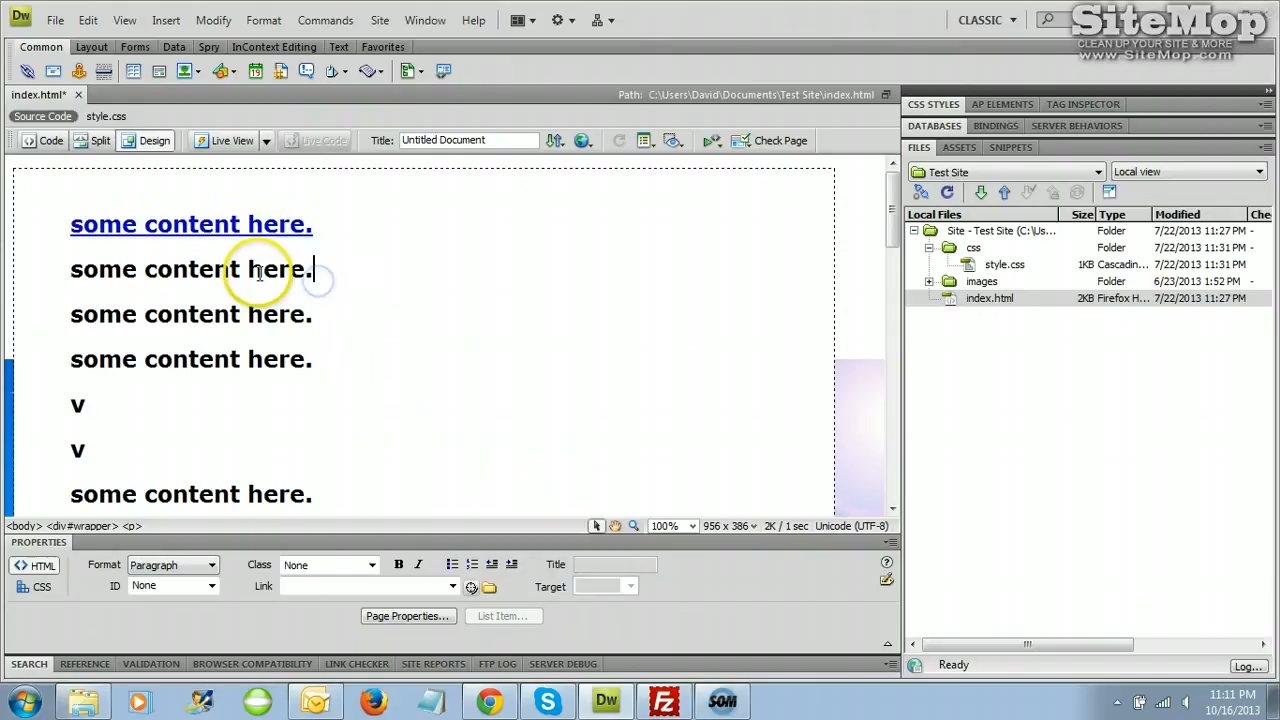 Dw File Edit View Insert Modify Format Commands Site Window Help CLASSIC
SiteMop
CLEAN UP YOUR SITE & MORE
www.SiteMop.com
Common Layout Forms Data Spry InContext Editing Text Favorites
index.html* Path: C:\Users\David\Documents\Test Site\index.html
Source Code style.css
Code Split Design Live View Live Code Title: Untitled Document Check Page
some content here.
some content here.
some content here.
some content here.
v
v
some content here.
<body> <div#wrapper> <p> 100% 956 x 386 2K / 1 sec Unicode (UTF-8)
PROPERTIES
HTML Format Paragraph Class None B I Title
CSS ID None Link Target
Page Properties... List Item...
SEARCH REFERENCE VALIDATION BROWSER COMPATIBILITY LINK CHECKER SITE REPORTS FTP LOG SERVER DEBUG
CSS STYLES AP ELEMENTS TAG INSPECTOR
DATABASES BINDINGS SERVER BEHAVIORS
FILES ASSETS SNIPPETS
Test Site Local view
Local Files Size Type Modified Che
Site - Test Site (C:\Us... Folder 7/22/2013 11:27 PM -
css Folder 7/22/2013 11:31 PM -
style.css 1KB Cascadin... 7/22/2013 11:31 PM
images Folder 6/23/2013 1:52 PM -
index.html 2KB Firefox H... 7/22/2013 11:27 PM
Ready Log...
Dw Fz SOM 11:11 PM
10/16/2013